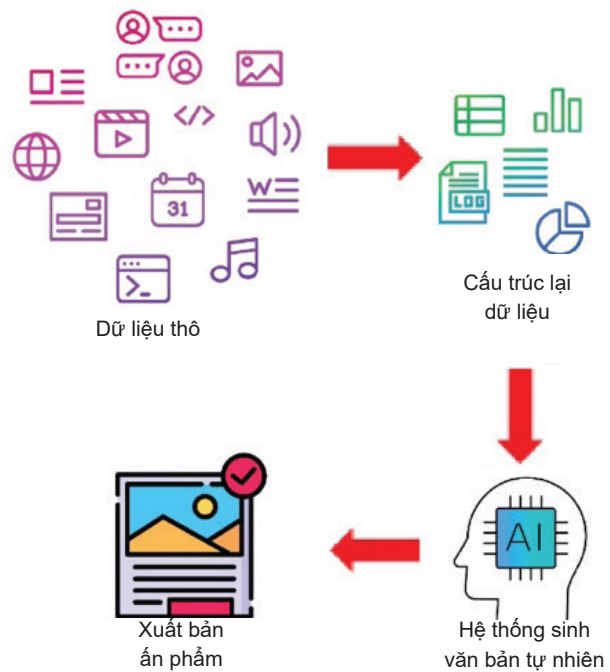 </>
31
W
>_
LOG
Dữ liệu thô
Cấu trúc lại
dữ liệu
AI
Xuất bản
ấn phẩm
Hệ thống sinh
văn bản tự nhiên